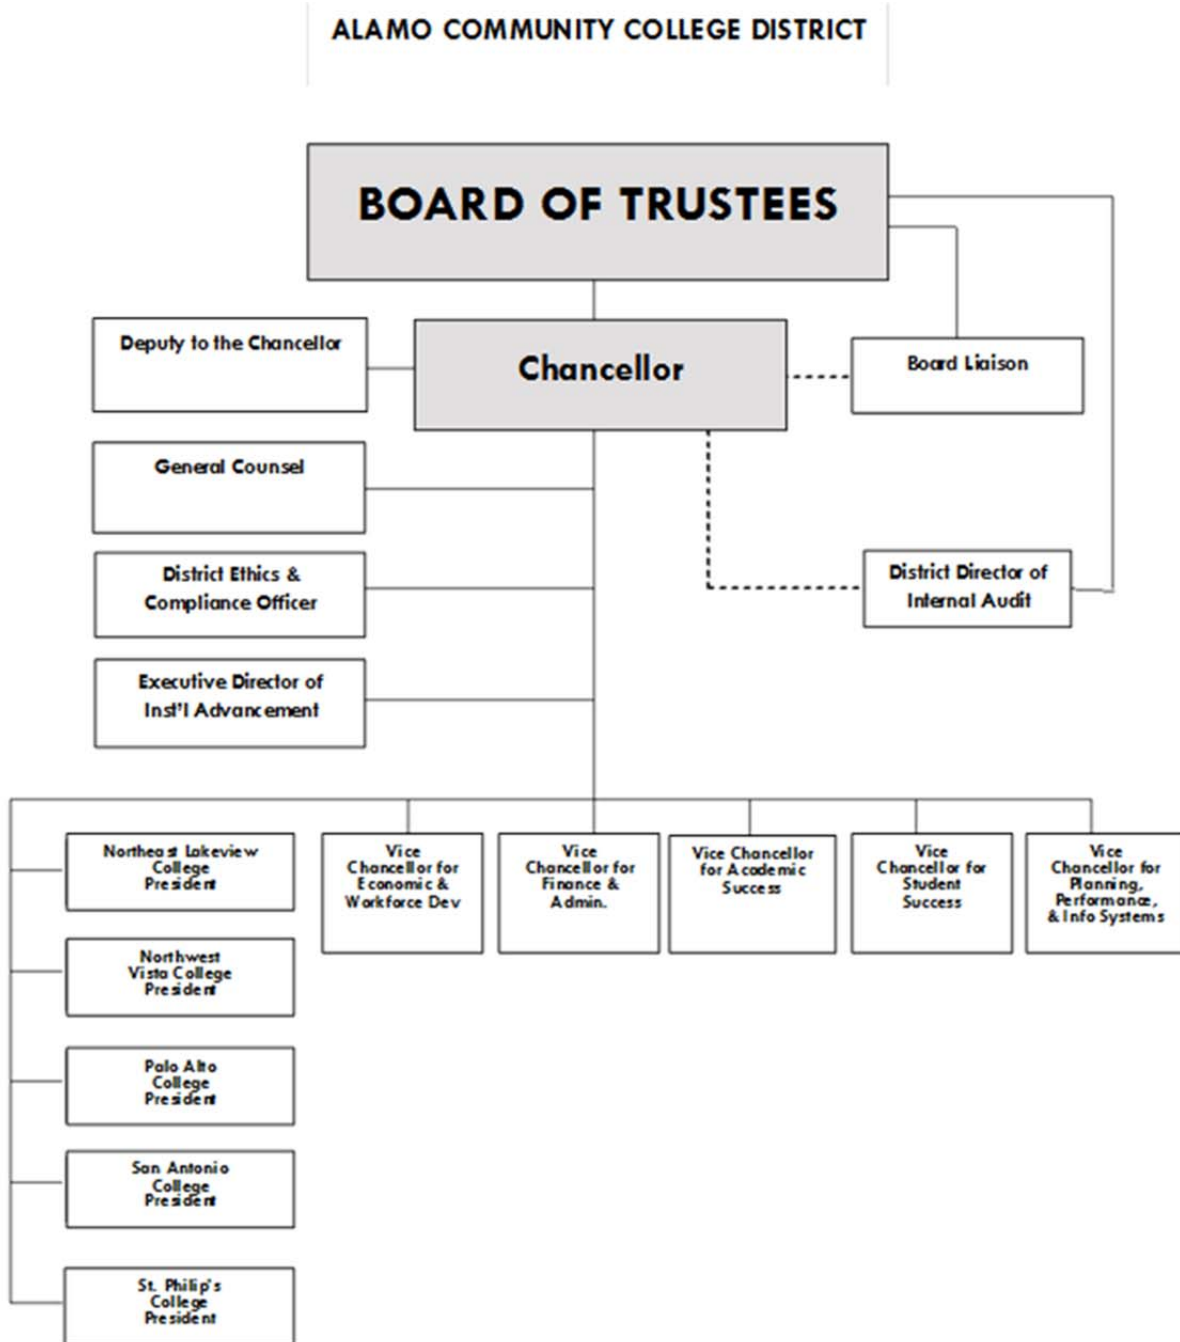 ALAMO COMMUNITY COLLEGE DISTRICT
BOARD OF TRUSTEES
Deputy to the Chancellor
Chancellor
Board Liaison
General Counsel
District Ethics &
Compliance Officer
District Director of
Internal Audit
Executive Director of
Inst'l Advancement
Northeast Lakeview
College
President
Vice
Chancellor for
Economic &
Workforce Dev
Vice
Chancellor for
Finance &
Admin.
Vice Chancellor
for Academic
Success
Vice
Chancellor for
Student
Success
Vice
Chancellor for
Planning,
Performance,
& Info Systems
Northwest
Vista College
President
Palo Alto
College
President
San Antonio
College
President
St. Philip's
College
President